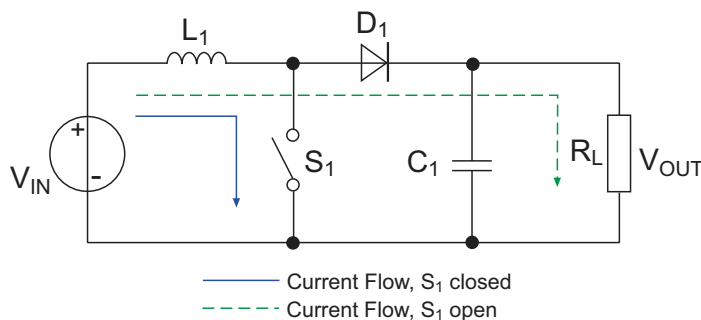 L1
D1
+
-
VIN
S1
C1
RL
VOUT
Current Flow, S1 closed
Current Flow, S1 open